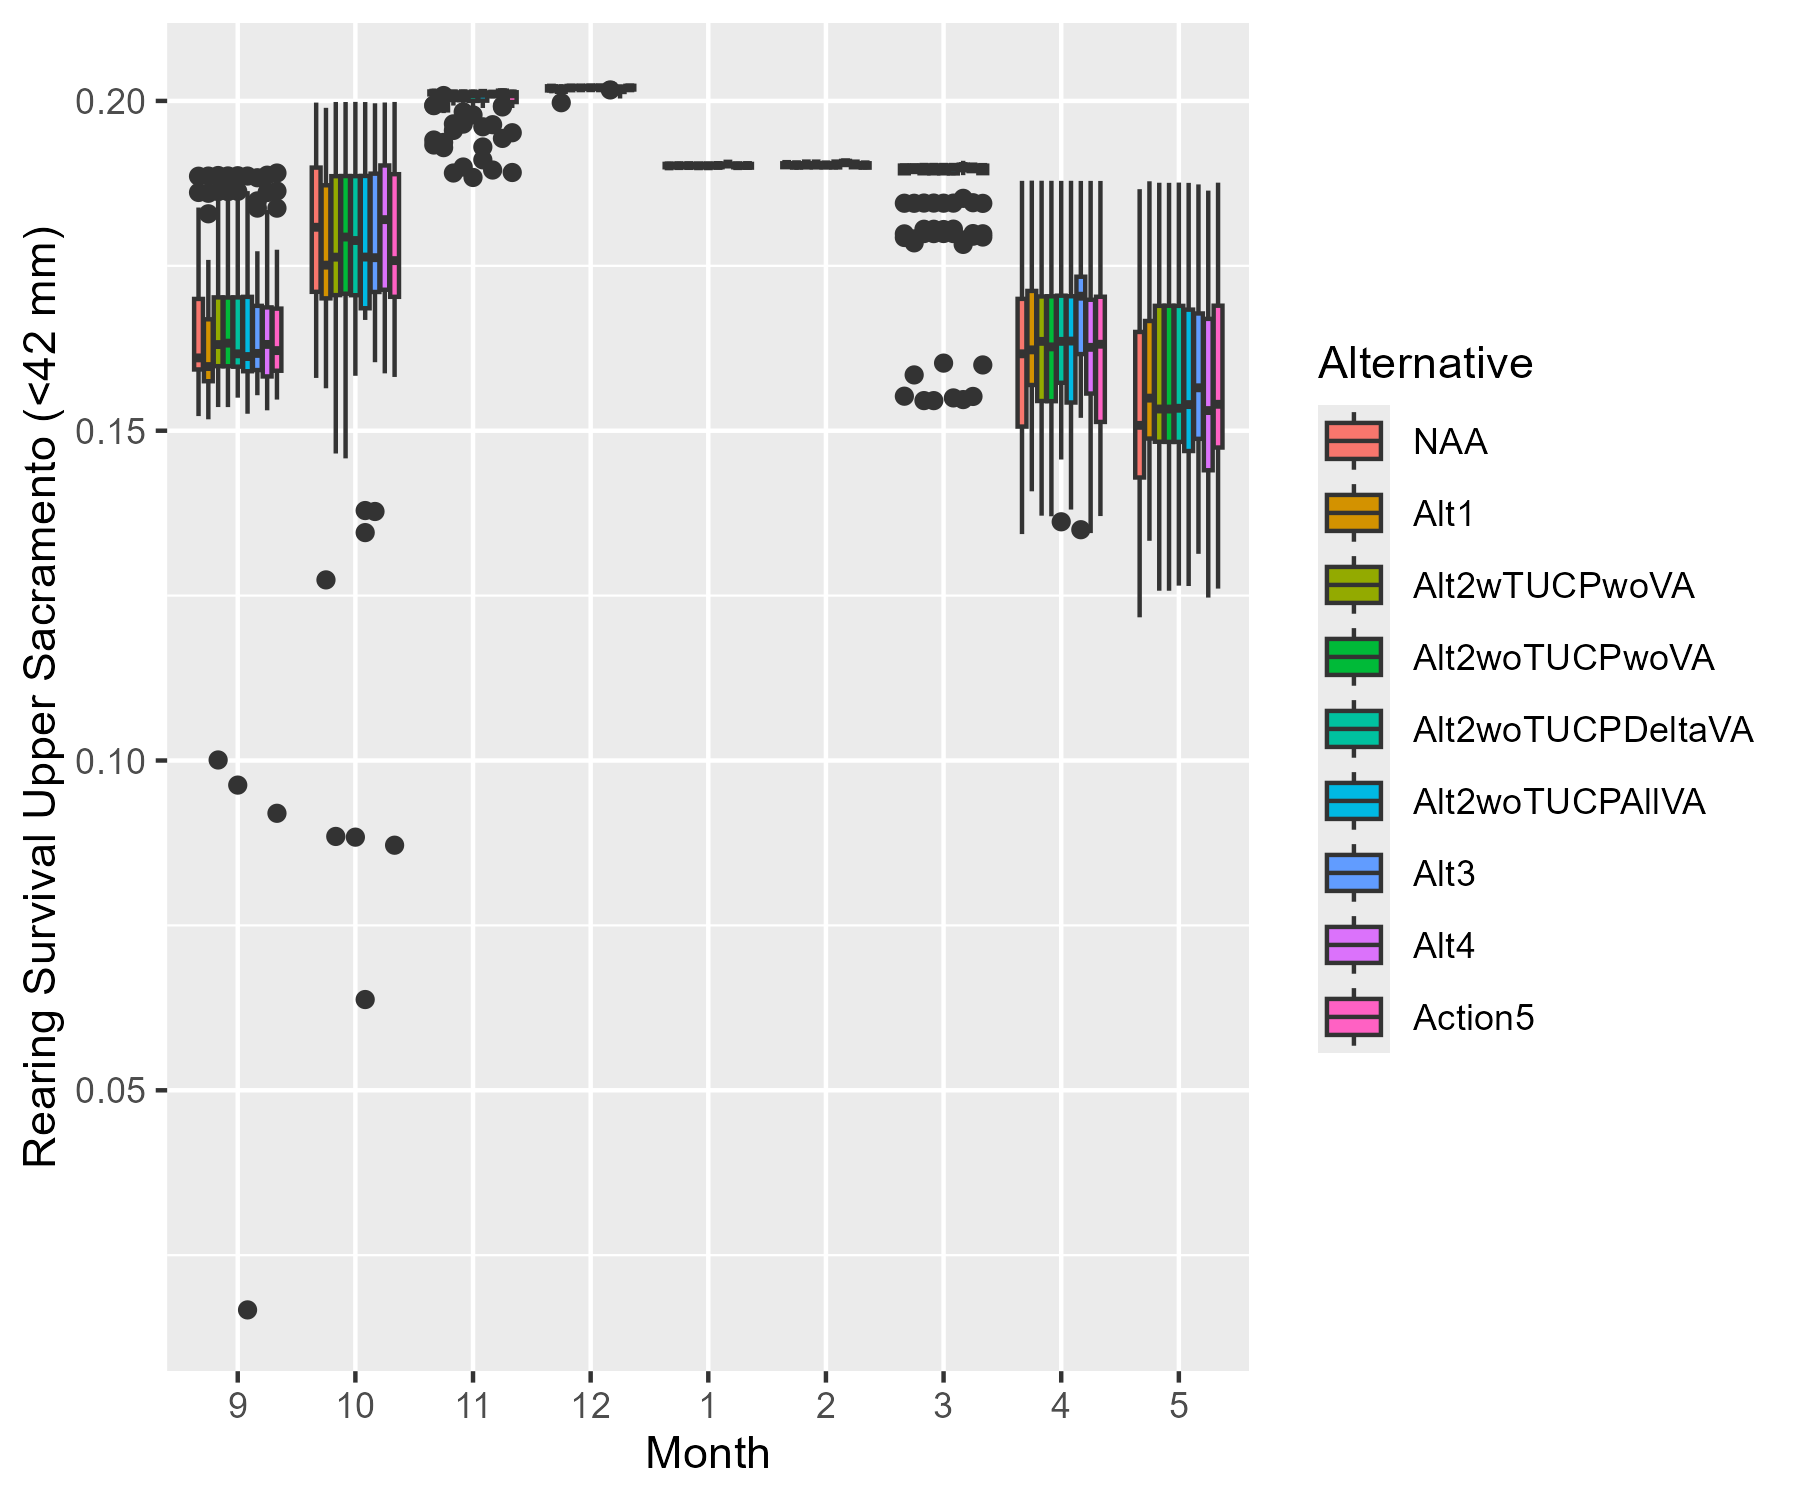 Rearing Survival Upper Sacramento (<42 mm)
0.20
0.15
0.10
0.05
9 10 11 12 1 2 3 4 5
Month
Alternative
NAA
Alt1
Alt2wTUCPwoVA
Alt2woTUCPwoVA
Alt2woTUCPDeltaVA
Alt2woTUCPAllVA
Alt3
Alt4
Action5